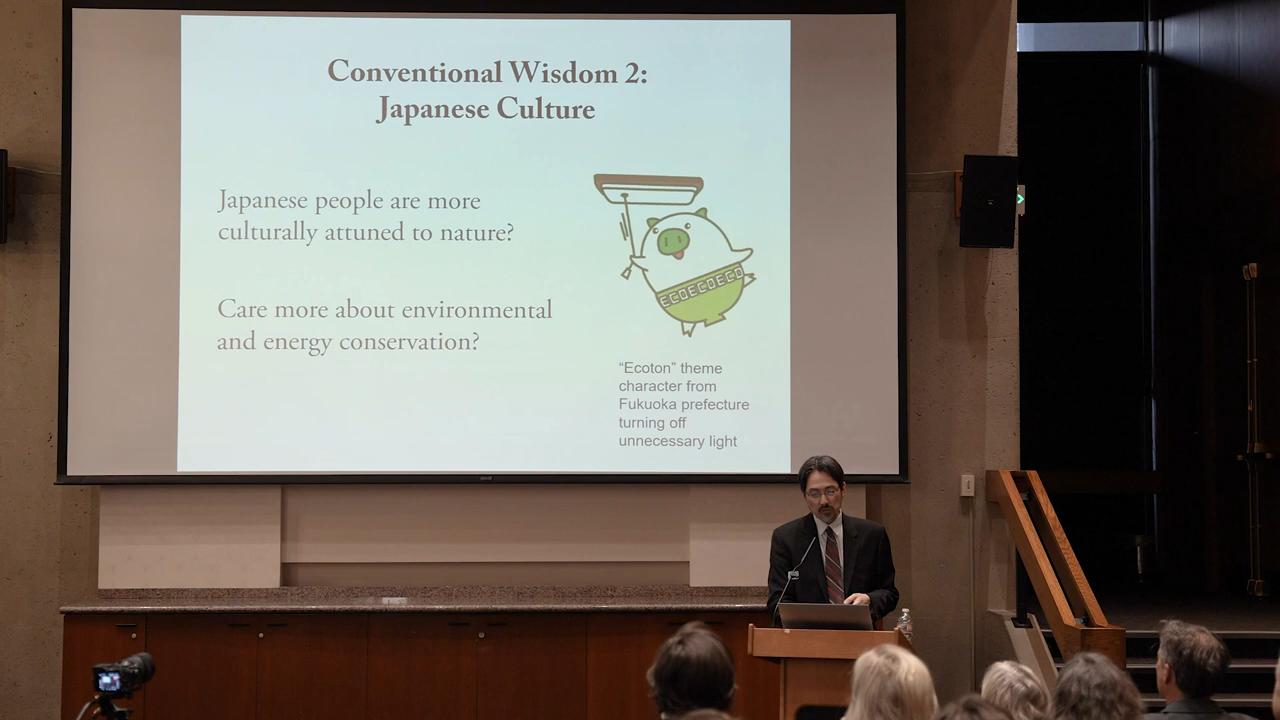 Conventional Wisdom 2:
Japanese Culture
Japanese people are more
culturally attuned to nature?
Care more about environmental
and energy conservation?
ECOECOECO
“Ecoton” theme
character from
Fukuoka prefecture
turning off
unnecessary light